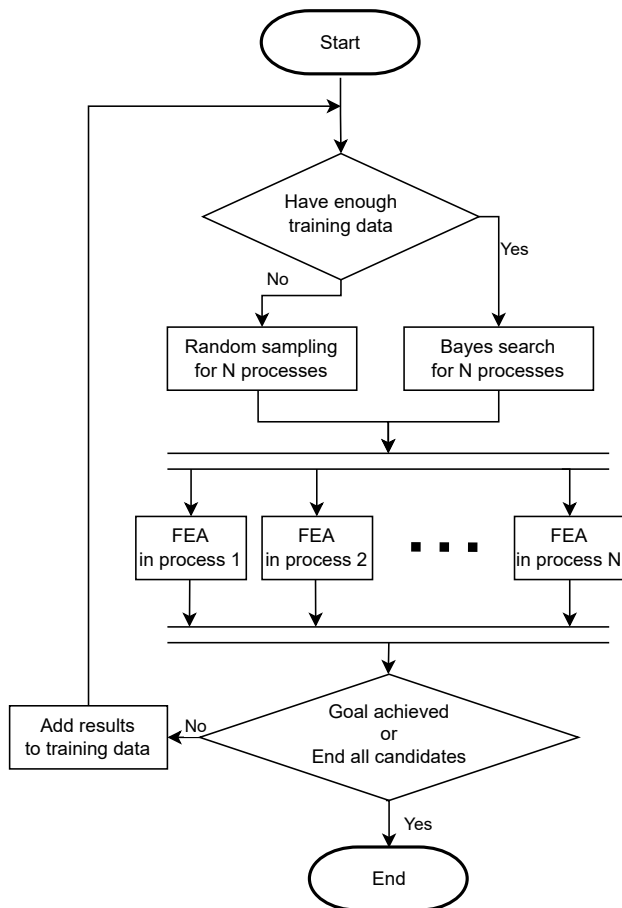 Start
Have enough
training data
No
Yes
Random sampling
for N processes
Bayes search
for N processes
FEA
in process 1
FEA
in process 2
FEA
in process N
Goal achieved
or
End all candidates
No
Add results
to training data
Yes
End